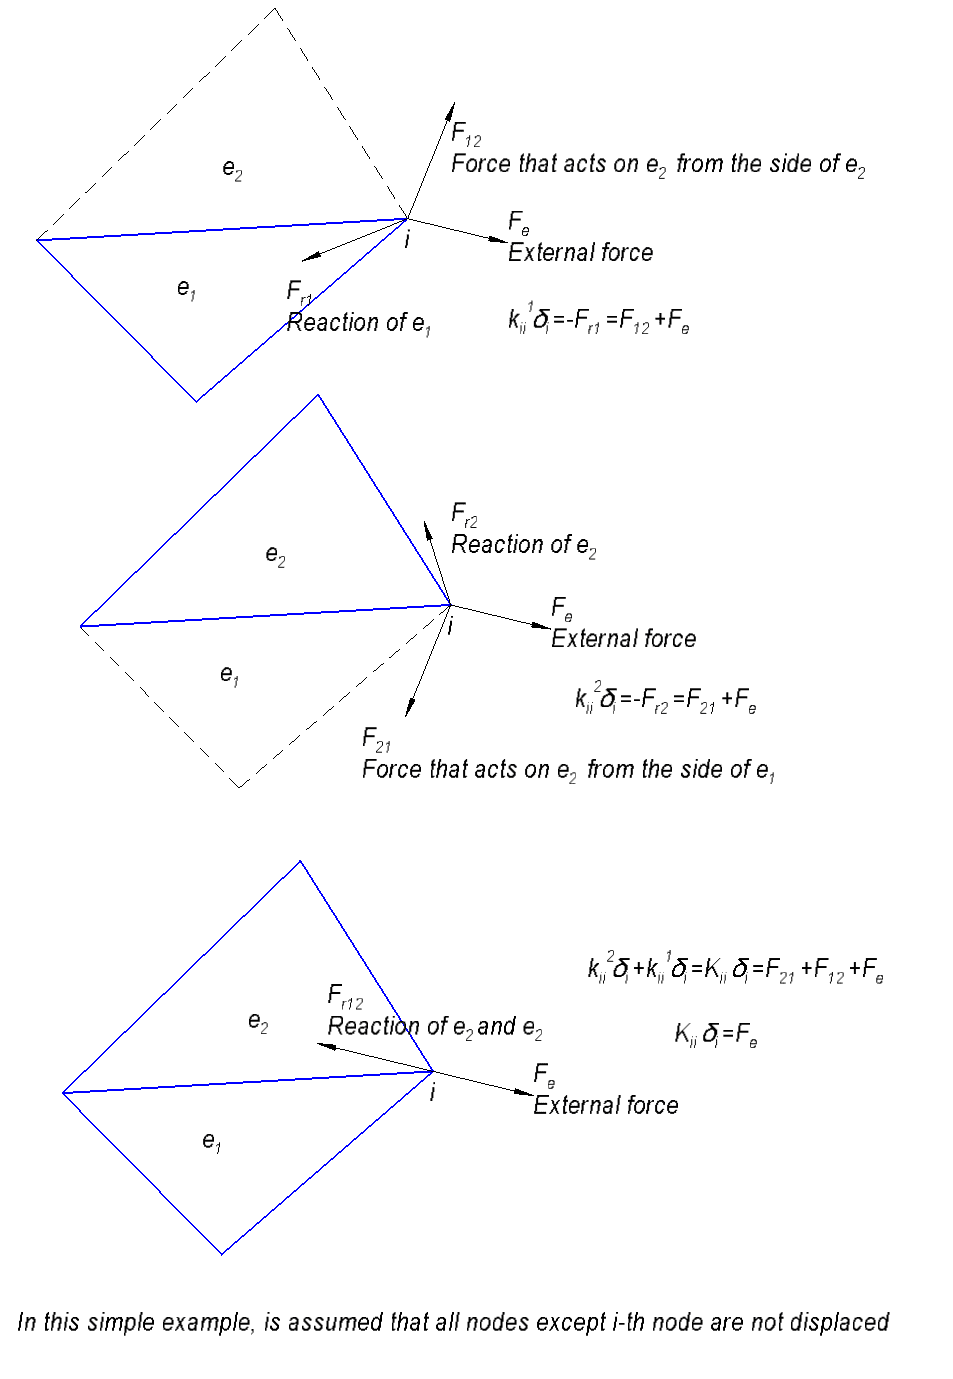 e₂
F₁₂
Force that acts on e₂ from the side of e₂
Fₑ
External force
i
e₁
Fᵣ₁
Reaction of e₁
kᵢᵢ¹δᵢ=-Fᵣ₁=F₁₂+Fₑ
Fᵣ₂
Reaction of e₂
e₂
Fₑ
External force
i
e₁
kᵢᵢ²δᵢ=-Fᵣ₂=F₂₁+Fₑ
F₂₁
Force that acts on e₂ from the side of e₁
kᵢᵢ²δᵢ+kᵢᵢ¹δᵢ=Kᵢᵢ δᵢ=F₂₁+F₁₂+Fₑ
Fᵣ₁₂
Reaction of e₂ and e₂
e₂
Kᵢᵢ δᵢ=Fₑ
Fₑ
External force
i
e₁
In this simple example, is assumed that all nodes except i-th node are not displaced